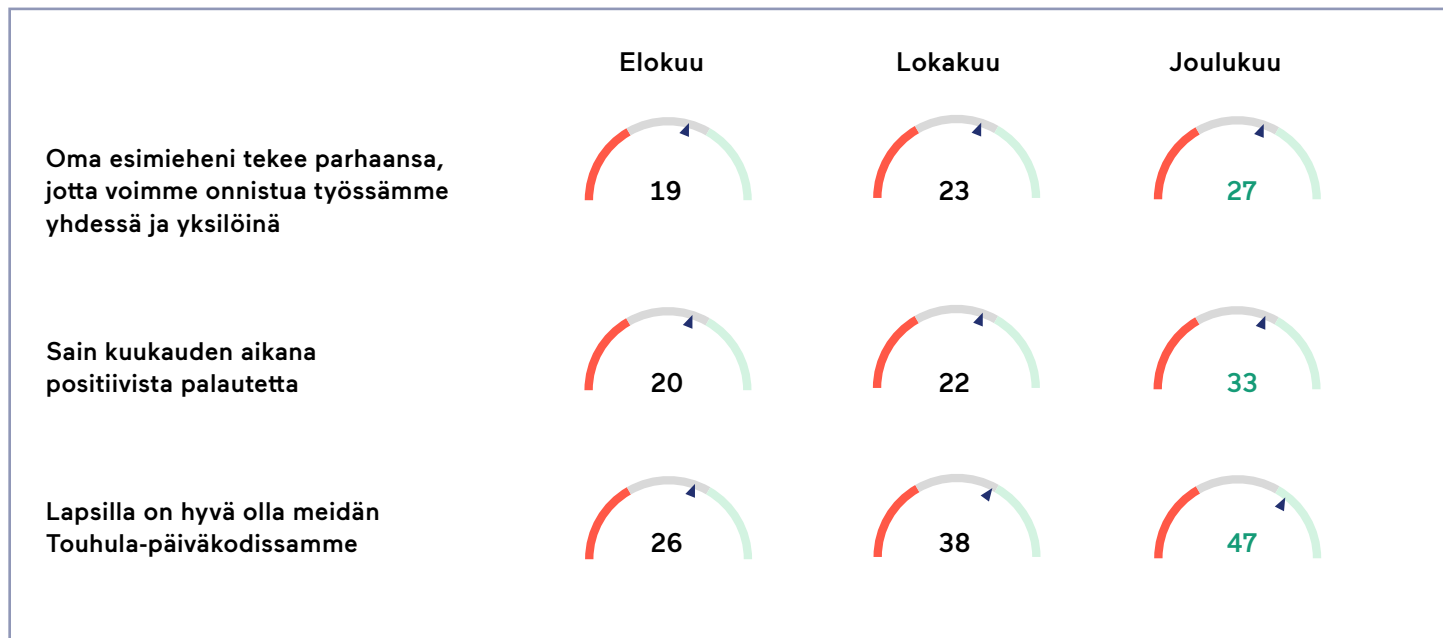 Elokuu Lokakuu Joulukuu
Oma esimieheni tekee parhaansa,
jotta voimme onnistua työssämme
yhdessä ja yksilöinä
19 23 27
Sain kuukauden aikana
positiivista palautetta
20 22 33
Lapsilla on hyvä olla meidän
Touhula-päiväkodissamme
26 38 47